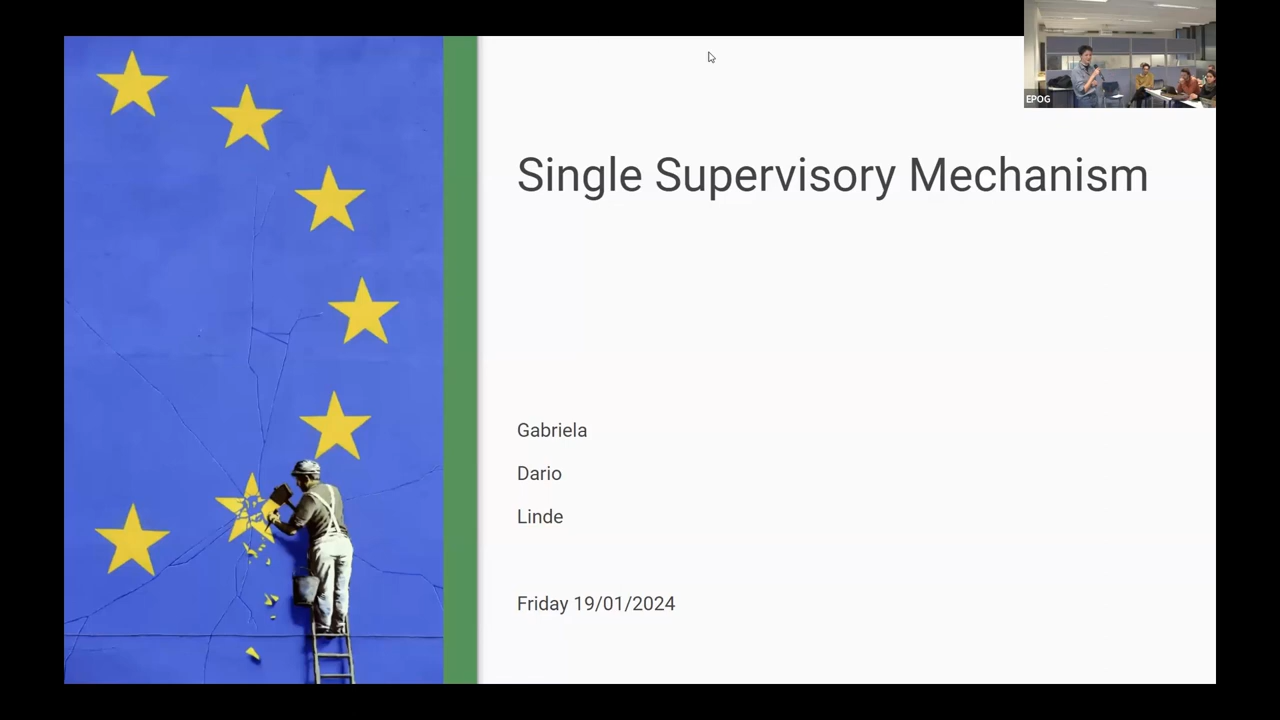 EPOG
Single Supervisory Mechanism
Gabriela
Dario
Linde
Friday 19/01/2024